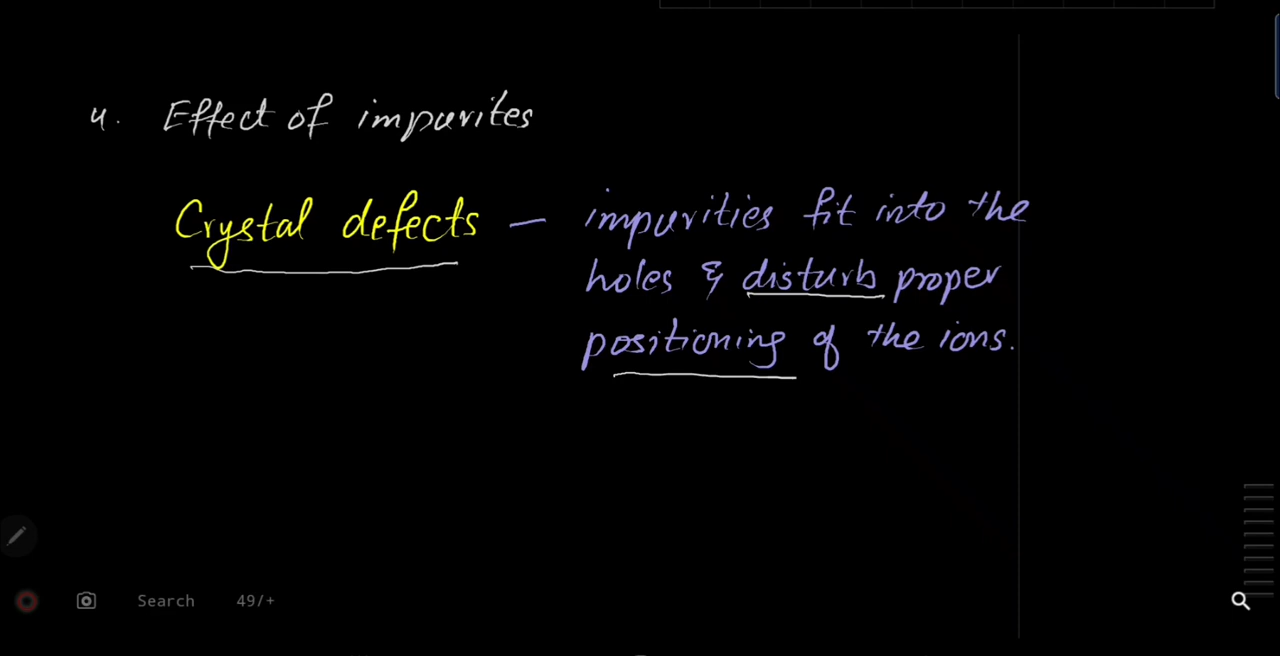 4. Effect of impurites
Crystal defects - impurities fit into the
holes & disturb proper
positioning of the ions.
Search 49/+